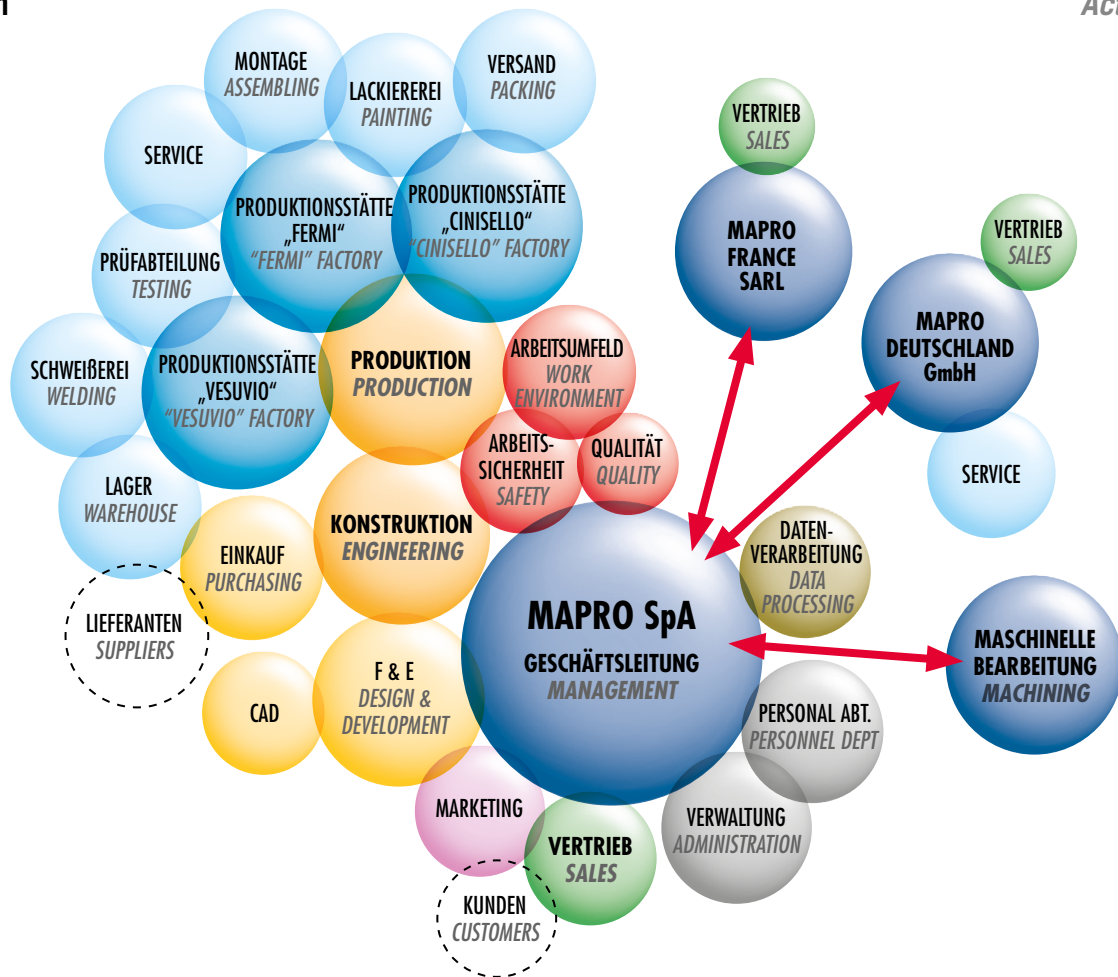 n
Act
MONTAGE
ASSEMBLING
LACKIEREREI
PAINTING
VERSAND
PACKING
SERVICE
PRODUKTIONSSTÄTTE
„FERMI“
“FERMI” FACTORY
PRODUKTIONSSTÄTTE
„CINISELLO“
“CINISELLO” FACTORY
PRÜFABTEILUNG
TESTING
SCHWEIßEREI
WELDING
PRODUKTIONSSTÄTTE
„VESUVIO“
“VESUVIO” FACTORY
LAGER
WAREHOUSE
PRODUKTION
PRODUCTION
ARBEITSUMFELD
WORK
ENVIRONMENT
ARBEITS-
SICHERHEIT
SAFETY
QUALITÄT
QUALITY
KONSTRUKTION
ENGINEERING
EINKAUF
PURCHASING
LIEFERANTEN
SUPPLIERS
CAD
F & E
DESIGN &
DEVELOPMENT
MAPRO SpA
GESCHÄFTSLEITUNG
MANAGEMENT
MARKETING
VERTRIEB
SALES
KUNDEN
CUSTOMERS
VERWALTUNG
ADMINISTRATION
PERSONAL ABT.
PERSONNEL DEPT
DATEN-
VERARBEITUNG
DATA
PROCESSING
VERTRIEB
SALES
MAPRO
FRANCE
SARL
VERTRIEB
SALES
MAPRO
DEUTSCHLAND
GmbH
SERVICE
MASCHINELLE
BEARBEITUNG
MACHINING